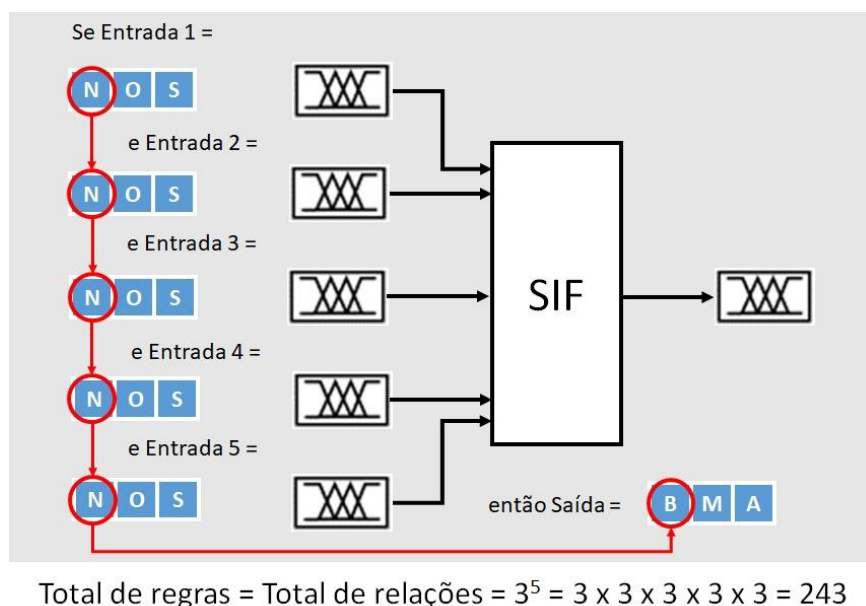 Se Entrada 1 =
N O S
e Entrada 2 =
N O S
e Entrada 3 =
N O S
SIF
e Entrada 4 =
N O S
e Entrada 5 =
N O S
então Saída = B M A
Total de regras = Total de relações = 3⁵ = 3 x 3 x 3 x 3 x 3 = 243